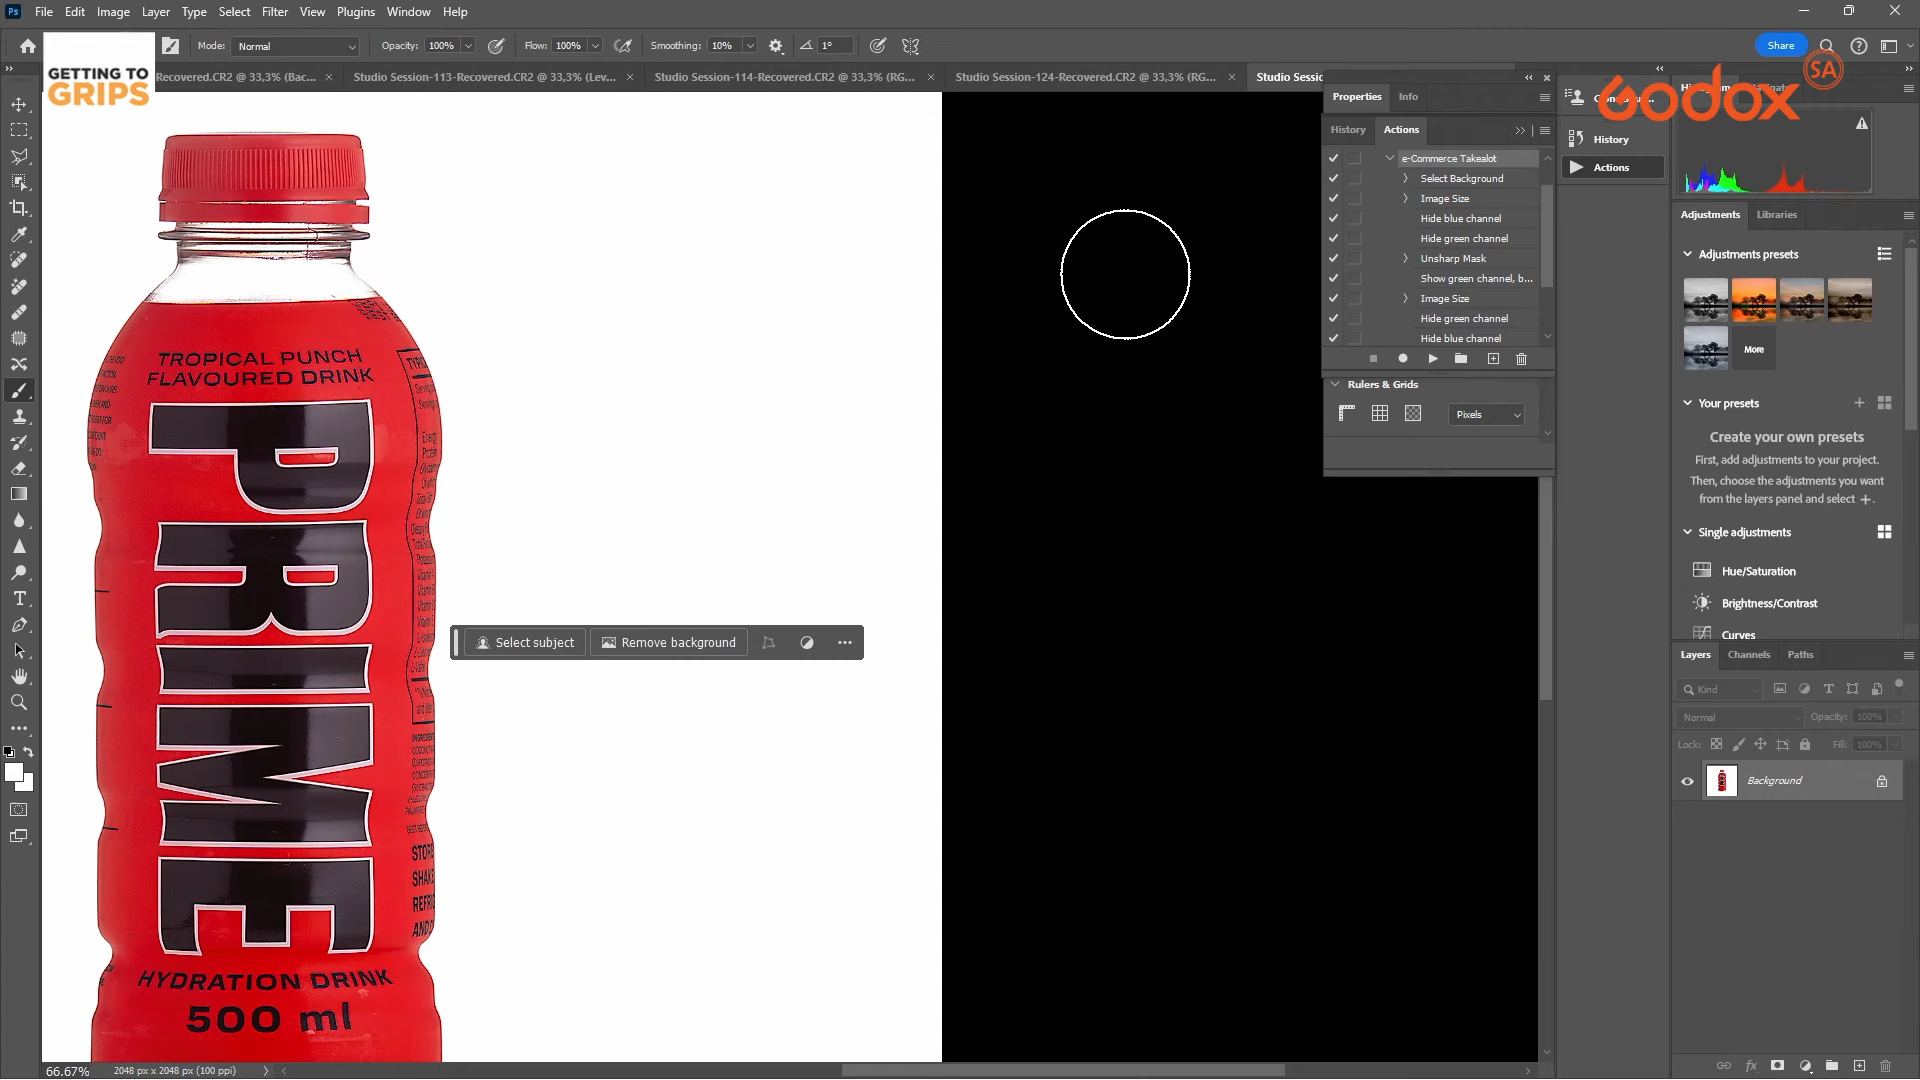 Ps File Edit Image Layer Type Select Filter View Plugins Window Help
Mode: Normal Opacity: 100% Flow: 100% Smoothing: 10% 1° Share
GETTING TO
GRIPS
Recovered.CR2 @ 33,3% (Bac... × Studio Session-113-Recovered.CR2 @ 33,3% (Lev... × Studio Session-114-Recovered.CR2 @ 33,3% (RG... × Studio Session-124-Recovered.CR2 @ 33,3% (RG... × Studio Sessio
Godox
SA
Properties Info
History Actions
e-Commerce Takealot
Select Background
Image Size
Hide blue channel
Hide green channel
Unsharp Mask
Show green channel, b...
Image Size
Hide green channel
Hide blue channel
Rulers & Grids
Pixels
History
Actions
Adjustments Libraries
Adjustments presets
More
Your presets
Create your own presets
First, add adjustments to your project.
Then, choose the adjustments you want
from the layers panel and select +.
Single adjustments
Hue/Saturation
Brightness/Contrast
Curves
Layers Channels Paths
Kind
Normal Opacity: 100%
Lock: Fill: 100%
Background
TROPICAL PUNCH
FLAVOURED DRINK
PRIME
HYDRATION DRINK
500 ml
Select subject Remove background
66.67% 2048 px x 2048 px (100 ppi)